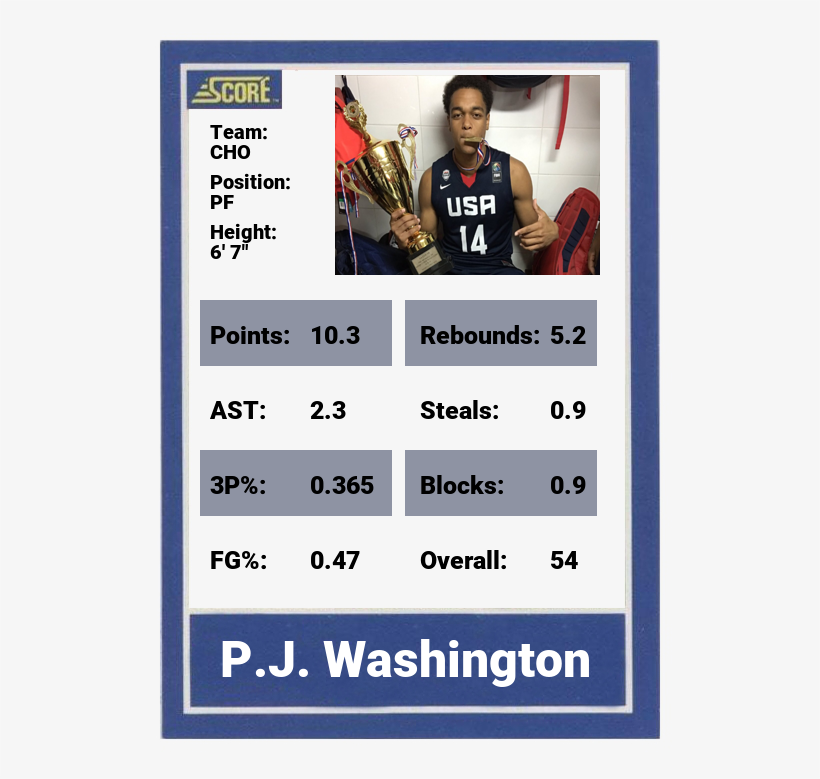 SCORE
Team:
CHO
Position:
PF
Height:
6' 7"
USA
14
Points: 10.3 Rebounds: 5.2
AST: 2.3 Steals: 0.9
3P%: 0.365 Blocks: 0.9
FG%: 0.47 Overall: 54
P.J. Washington